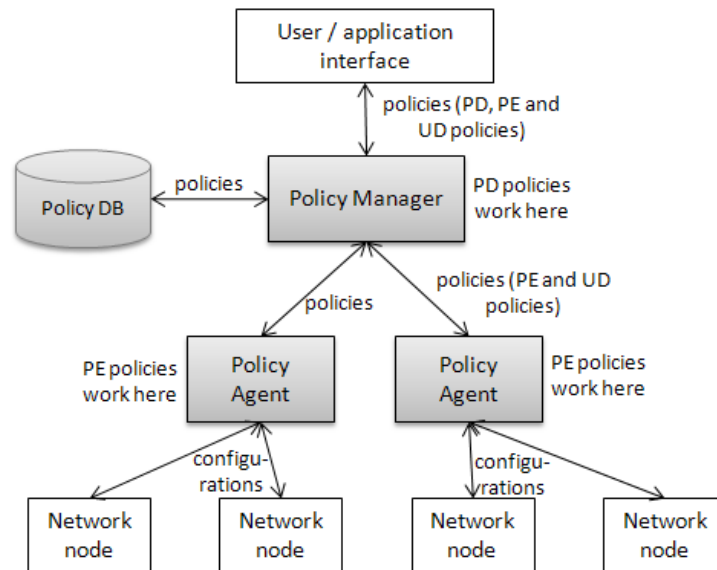 User / application
interface
policies (PD, PE and
UD policies)
policies
Policy DB
Policy Manager
PD policies
work here
policies
policies (PE and UD
policies)
PE policies
work here
Policy
Agent
Policy
Agent
PE policies
work here
configu-
rations
configu-
rations
Network
node
Network
node
Network
node
Network
node